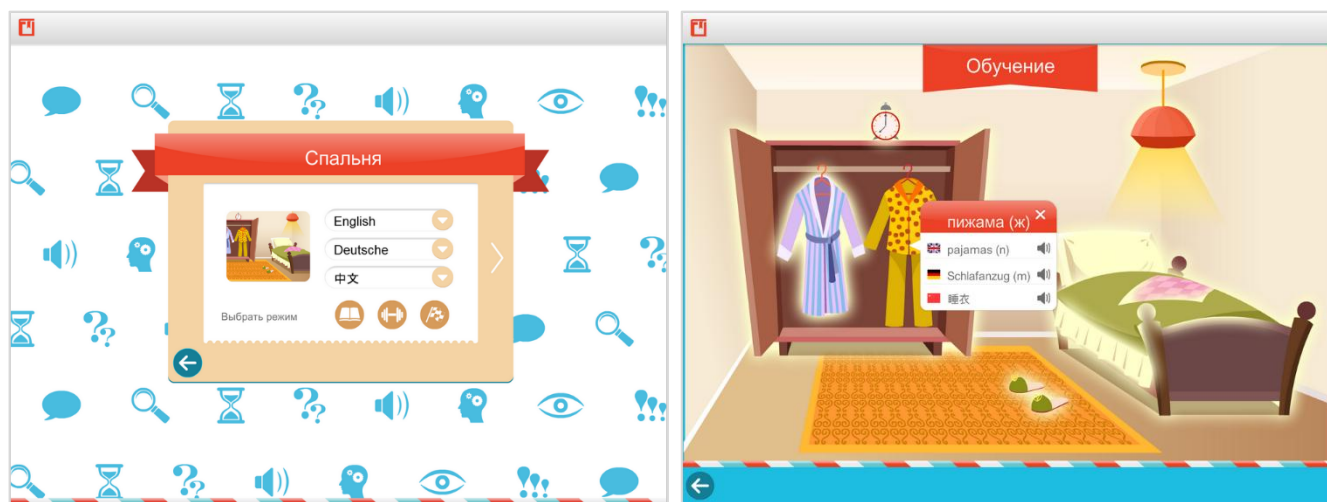 Спальня
English
Deutsche
中文
Выбрать режим
Обучение
пижама (ж)
pajamas (n)
Schlafanzug (m)
睡衣